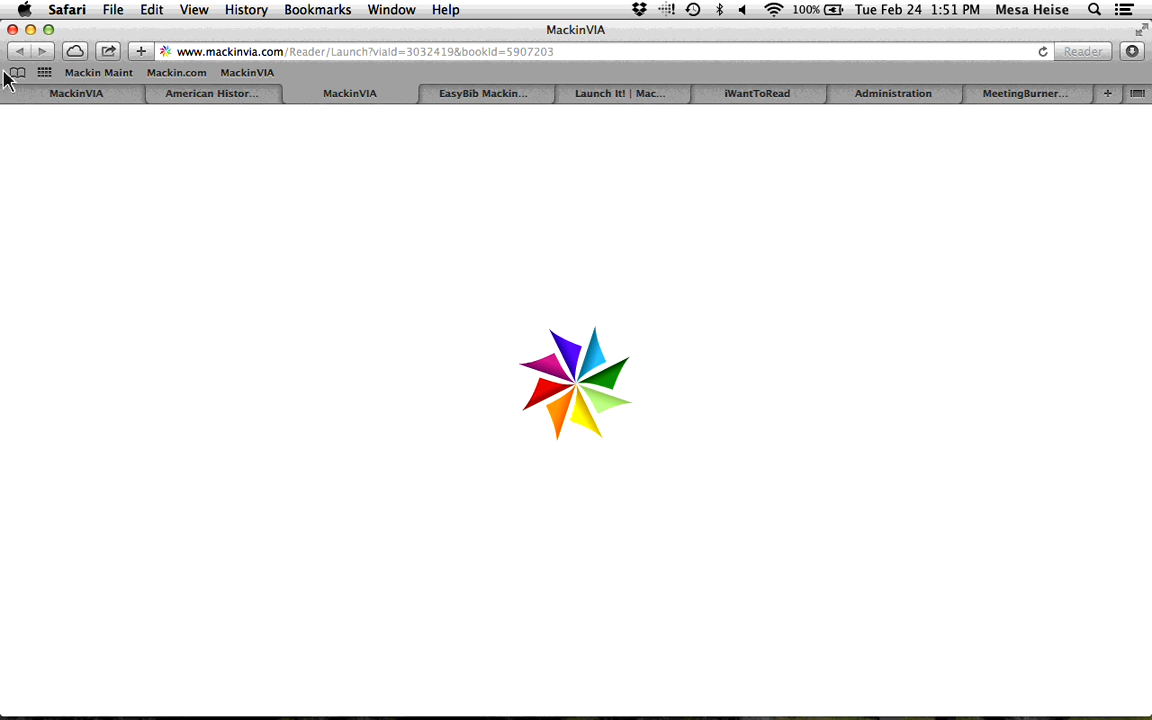 Safari File Edit View History Bookmarks Window Help 100% Tue Feb 24 1:51 PM Mesa Heise
MackinVIA
www.mackinvia.com/Reader/Launch?viaId=3032419&bookId=5907203 Reader
Mackin Maint Mackin.com MackinVIA
MackinVIA American Histor... MackinVIA EasyBib Mackin... Launch It! | Mac... iWantToRead Administration MeetingBurner...